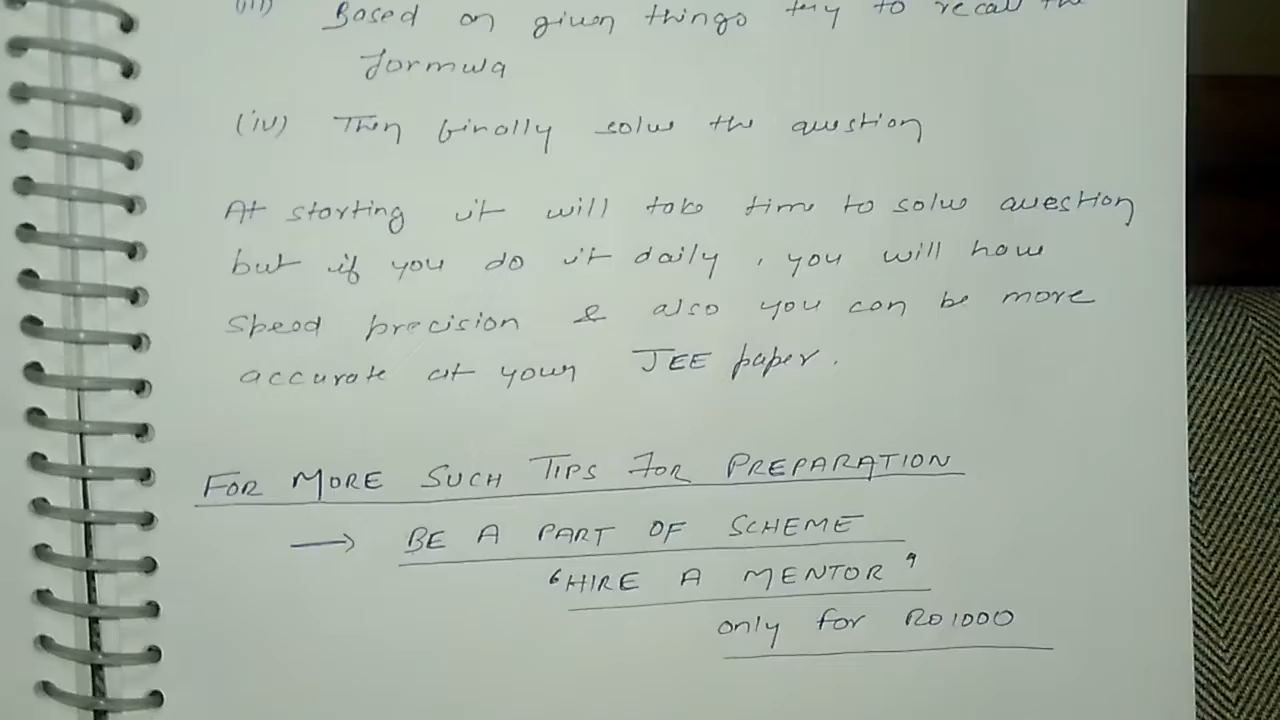 (iii) Based on given things try to recall the
formula
(iv) Then finally solve the question
At starting it will take time to solve question
but if you do it daily, you will have
speed precision & also you can be more
accurate at your JEE paper.
FOR MORE SUCH TIPS FOR PREPARATION
→ BE A PART OF SCHEME
"HIRE A MENTOR"
only for Rs 1000